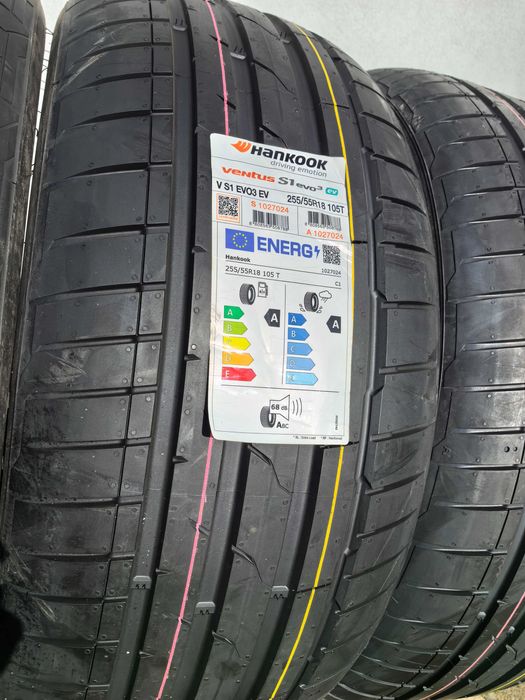 HANKOOK
driving emotion
ventus S1 evo3 ev
V S1 EVO3 EV 255/55R18 105T
S 1027024
A 1027024
ENERG
Hankook 1027024
255/55R18 105 T C1
A A
A A
B B
C C
D D
E E
68 dB
ABC